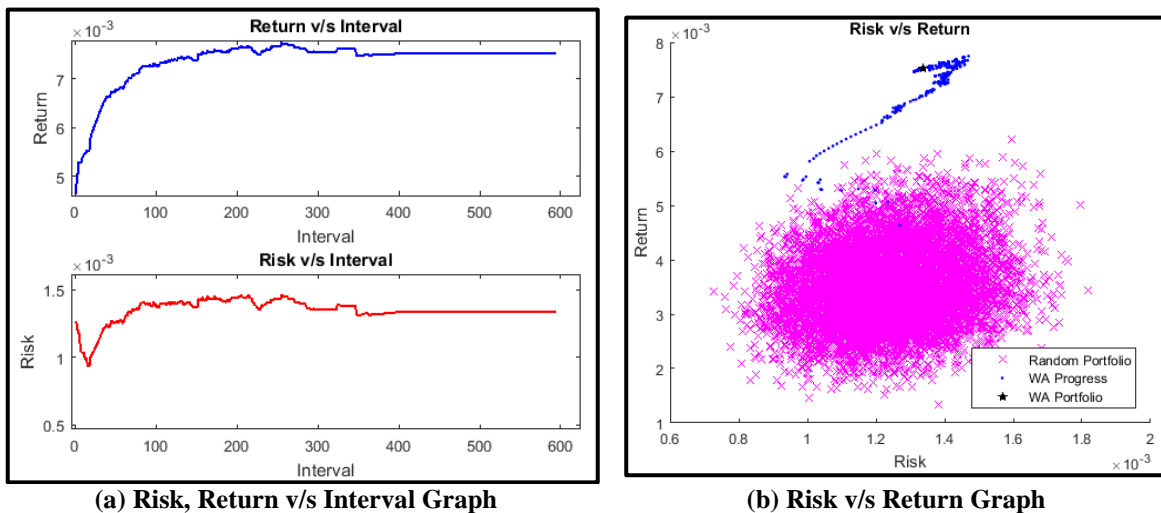 ×10⁻³
Return v/s Interval
7
6
5
Return
0
100
200
300
400
500
600
Interval
×10⁻³
Risk v/s Interval
1.5
1
0.5
Risk
0
100
200
300
400
500
600
Interval
(a) Risk, Return v/s Interval Graph
×10⁻³
Risk v/s Return
8
7
6
5
4
3
2
1
Return
Random Portfolio
WA Progress
WA Portfolio
0.6
0.8
1
1.2
1.4
1.6
1.8
2
Risk
×10⁻³
(b) Risk v/s Return Graph